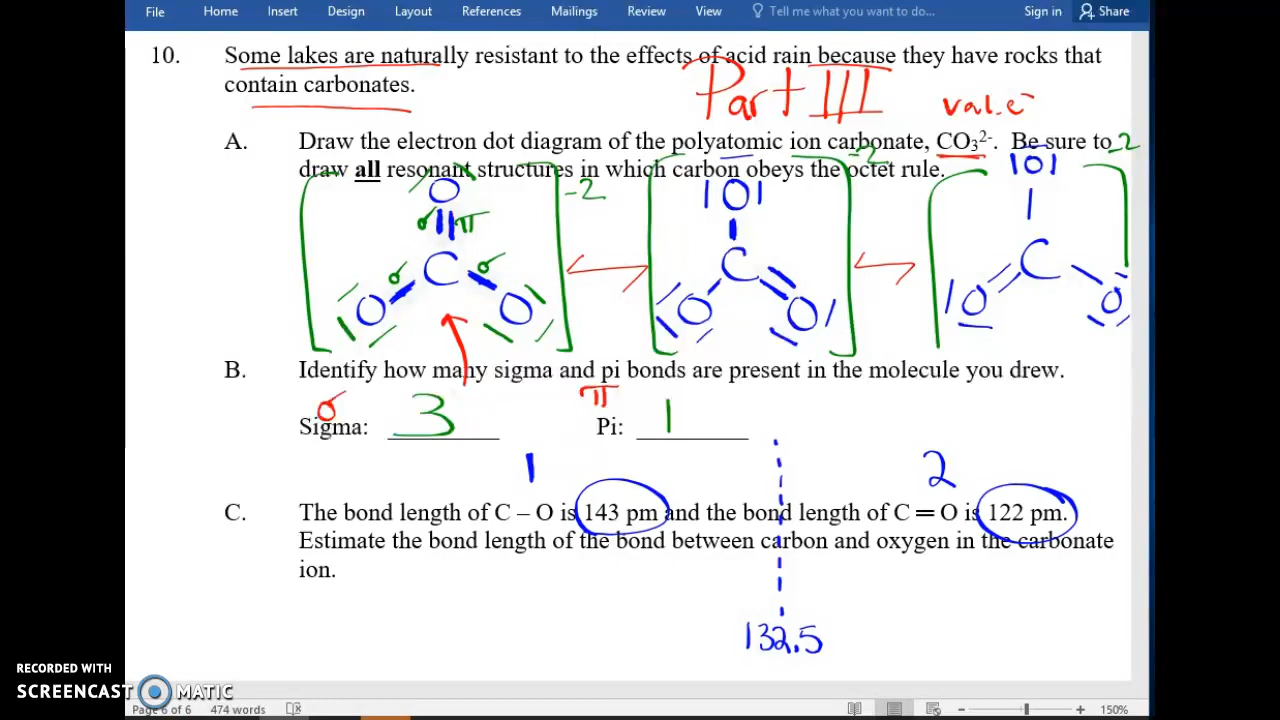 File Home Insert Design Layout References Mailings Review View Tell me what you want to do... Sign in Share
10. Some lakes are naturally resistant to the effects of acid rain because they have rocks that
contain carbonates.
Part III
A. Draw the electron dot diagram of the polyatomic ion carbonate, CO₃²⁻. Be sure to
draw all resonant structures in which carbon obeys the octet rule.
-2 -2 -2
O O O
σ π
σ σ
C C C
O O O O O O
B. Identify how many sigma and pi bonds are present in the molecule you drew.
σ π
Sigma: 3 Pi: 1
1 2
C. The bond length of C – O is 143 pm and the bond length of C = O is 122 pm.
Estimate the bond length of the bond between carbon and oxygen in the carbonate
ion.
132.5
RECORDED WITH
SCREENCAST MATIC
Page 6 of 6 474 words 150%